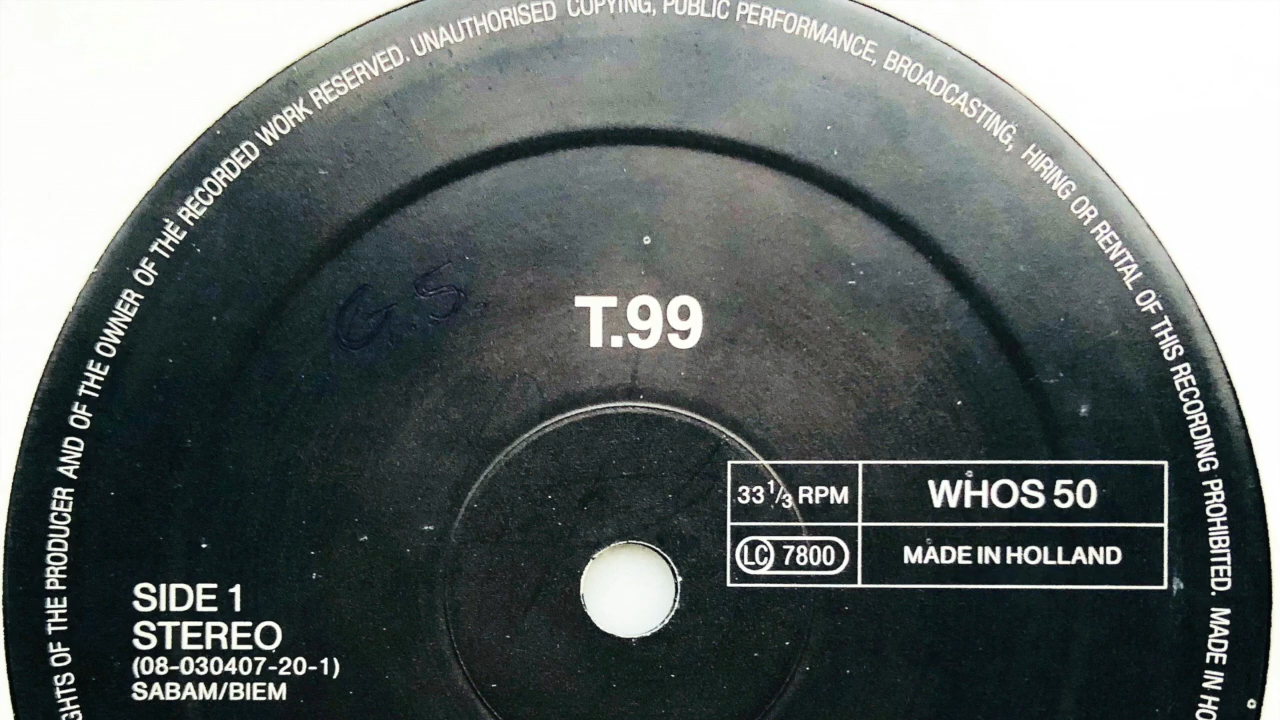 GHTS OF THE PRODUCER AND OF THE OWNER OF THE RECORDED WORK RESERVED. UNAUTHORISED COPYING, PUBLIC PERFORMANCE, BROADCASTING, HIRING OR RENTAL OF THIS RECORDING PROHIBITED. MADE IN HO
G.S.
T.99
33 1/3 RPM
WHOS 50
LC 7800
MADE IN HOLLAND
SIDE 1
STEREO
(08-030407-20-1)
SABAM/BIEM